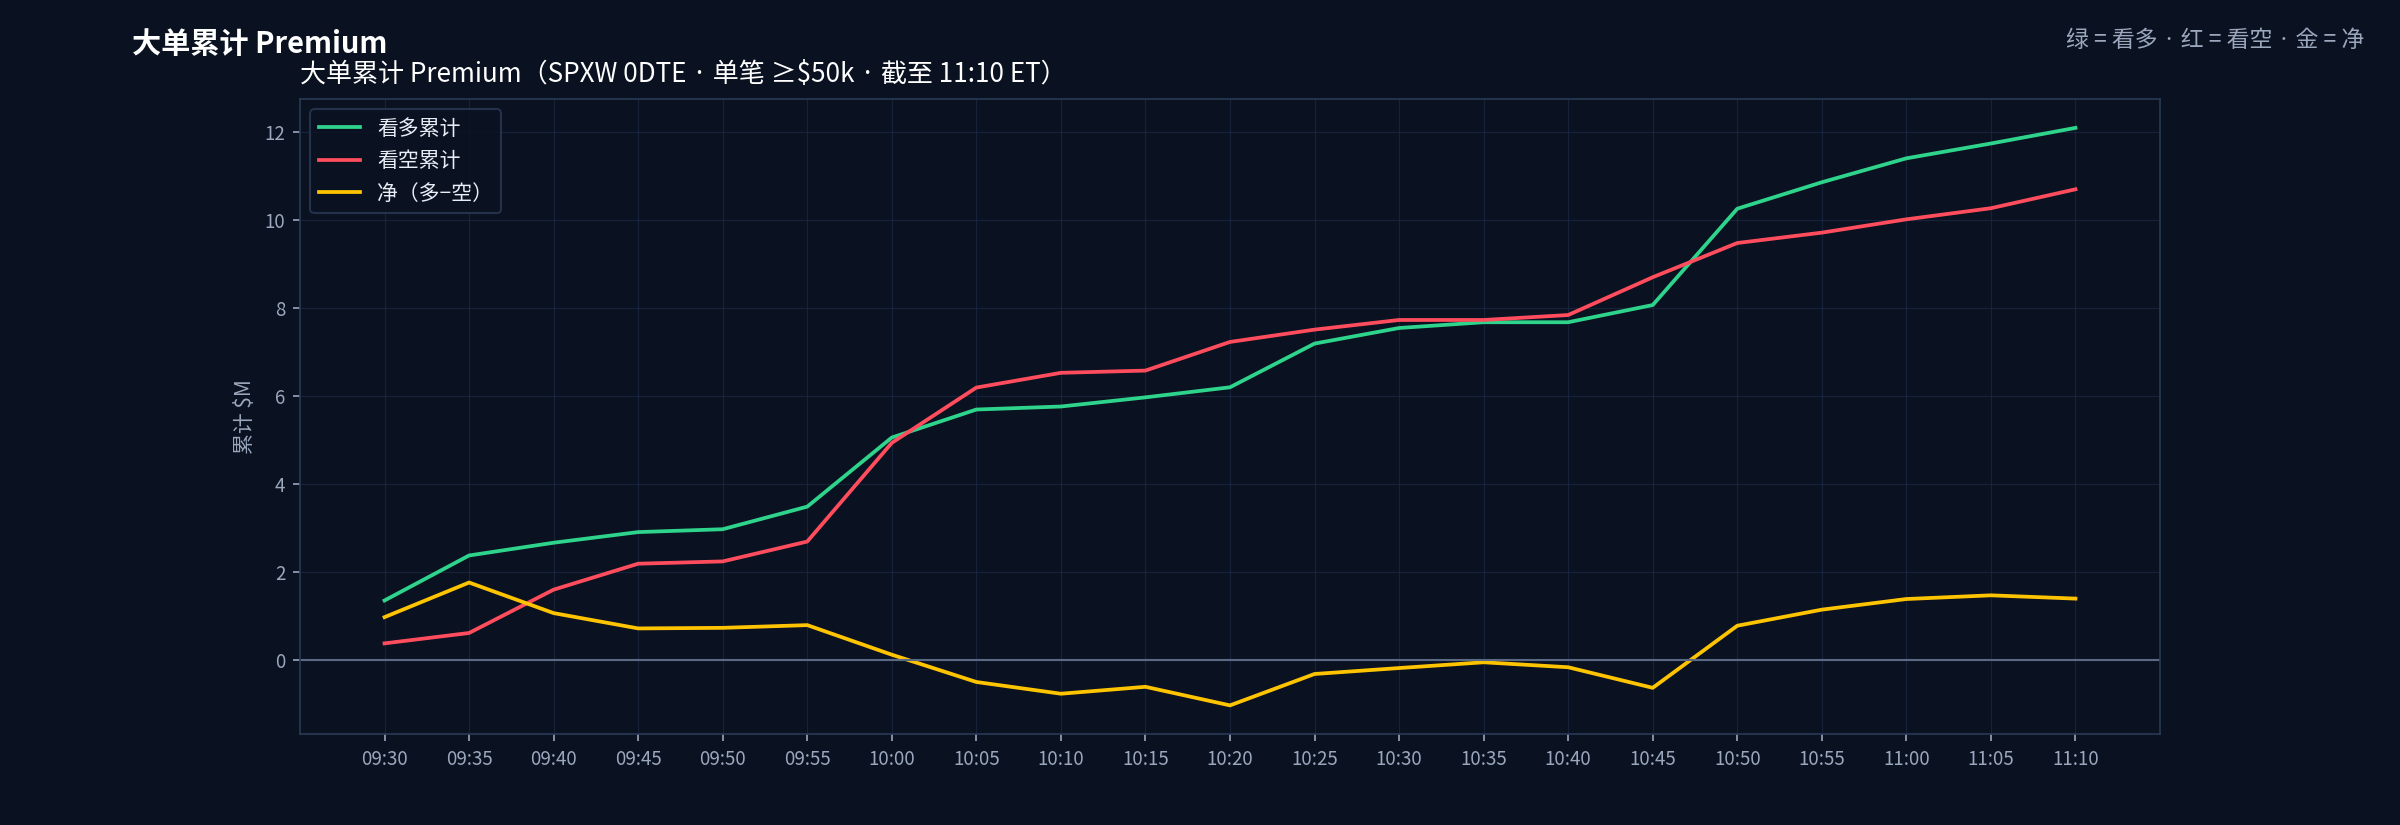 大单累计 Premium
绿 = 看多 · 红 = 看空 · 金 = 净
大单累计 Premium（SPXW 0DTE · 单笔 ≥$50k · 截至 11:10 ET）
看多累计
看空累计
净（多−空）
累计 $M
12
10
8
6
4
2
0
09:30 09:35 09:40 09:45 09:50 09:55 10:00 10:05 10:10 10:15 10:20 10:25 10:30 10:35 10:40 10:45 10:50 10:55 11:00 11:05 11:10